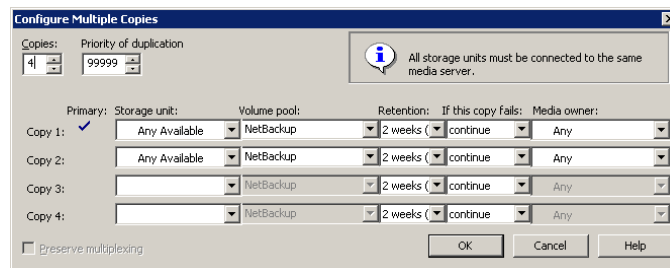 Configure Multiple Copies
Copies: Priority of duplication
4 99999
All storage units must be connected to the same
media server.
Primary: Storage unit: Volume pool: Retention: If this copy fails: Media owner:
Copy 1: Any Available NetBackup 2 weeks ( continue Any
Copy 2: Any Available NetBackup 2 weeks ( continue Any
Copy 3: NetBackup 2 weeks ( continue Any
Copy 4: NetBackup 2 weeks ( continue Any
Preserve multiplexing OK Cancel Help